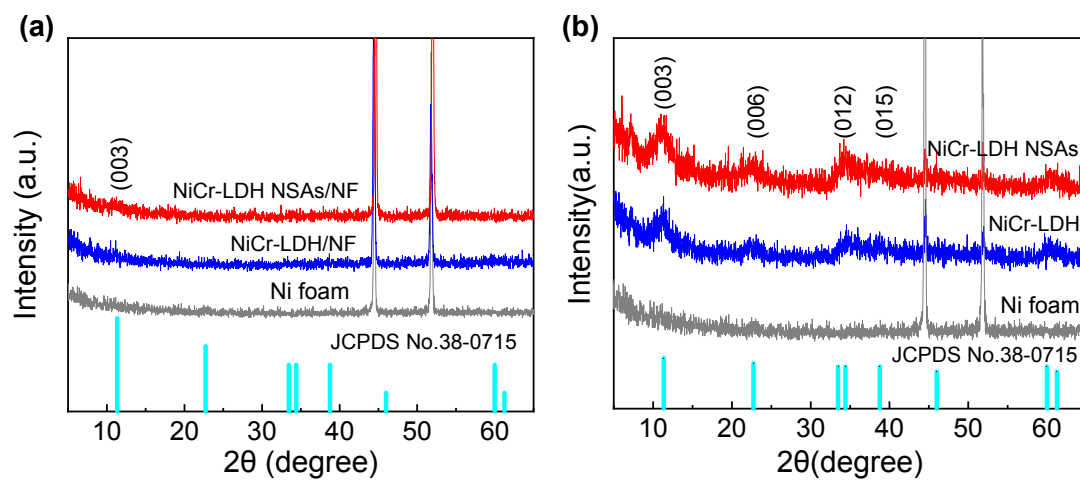 (a)
Intensity (a.u.)
(003)
NiCr-LDH NSAs/NF
NiCr-LDH/NF
Ni foam
JCPDS No.38-0715
10 20 30 40 50 60
2θ (degree)
(b)
Intensity(a.u.)
(003)
(006)
(012)
(015)
NiCr-LDH NSAs
NiCr-LDH
Ni foam
JCPDS No.38-0715
10 20 30 40 50 60
2θ(degree)